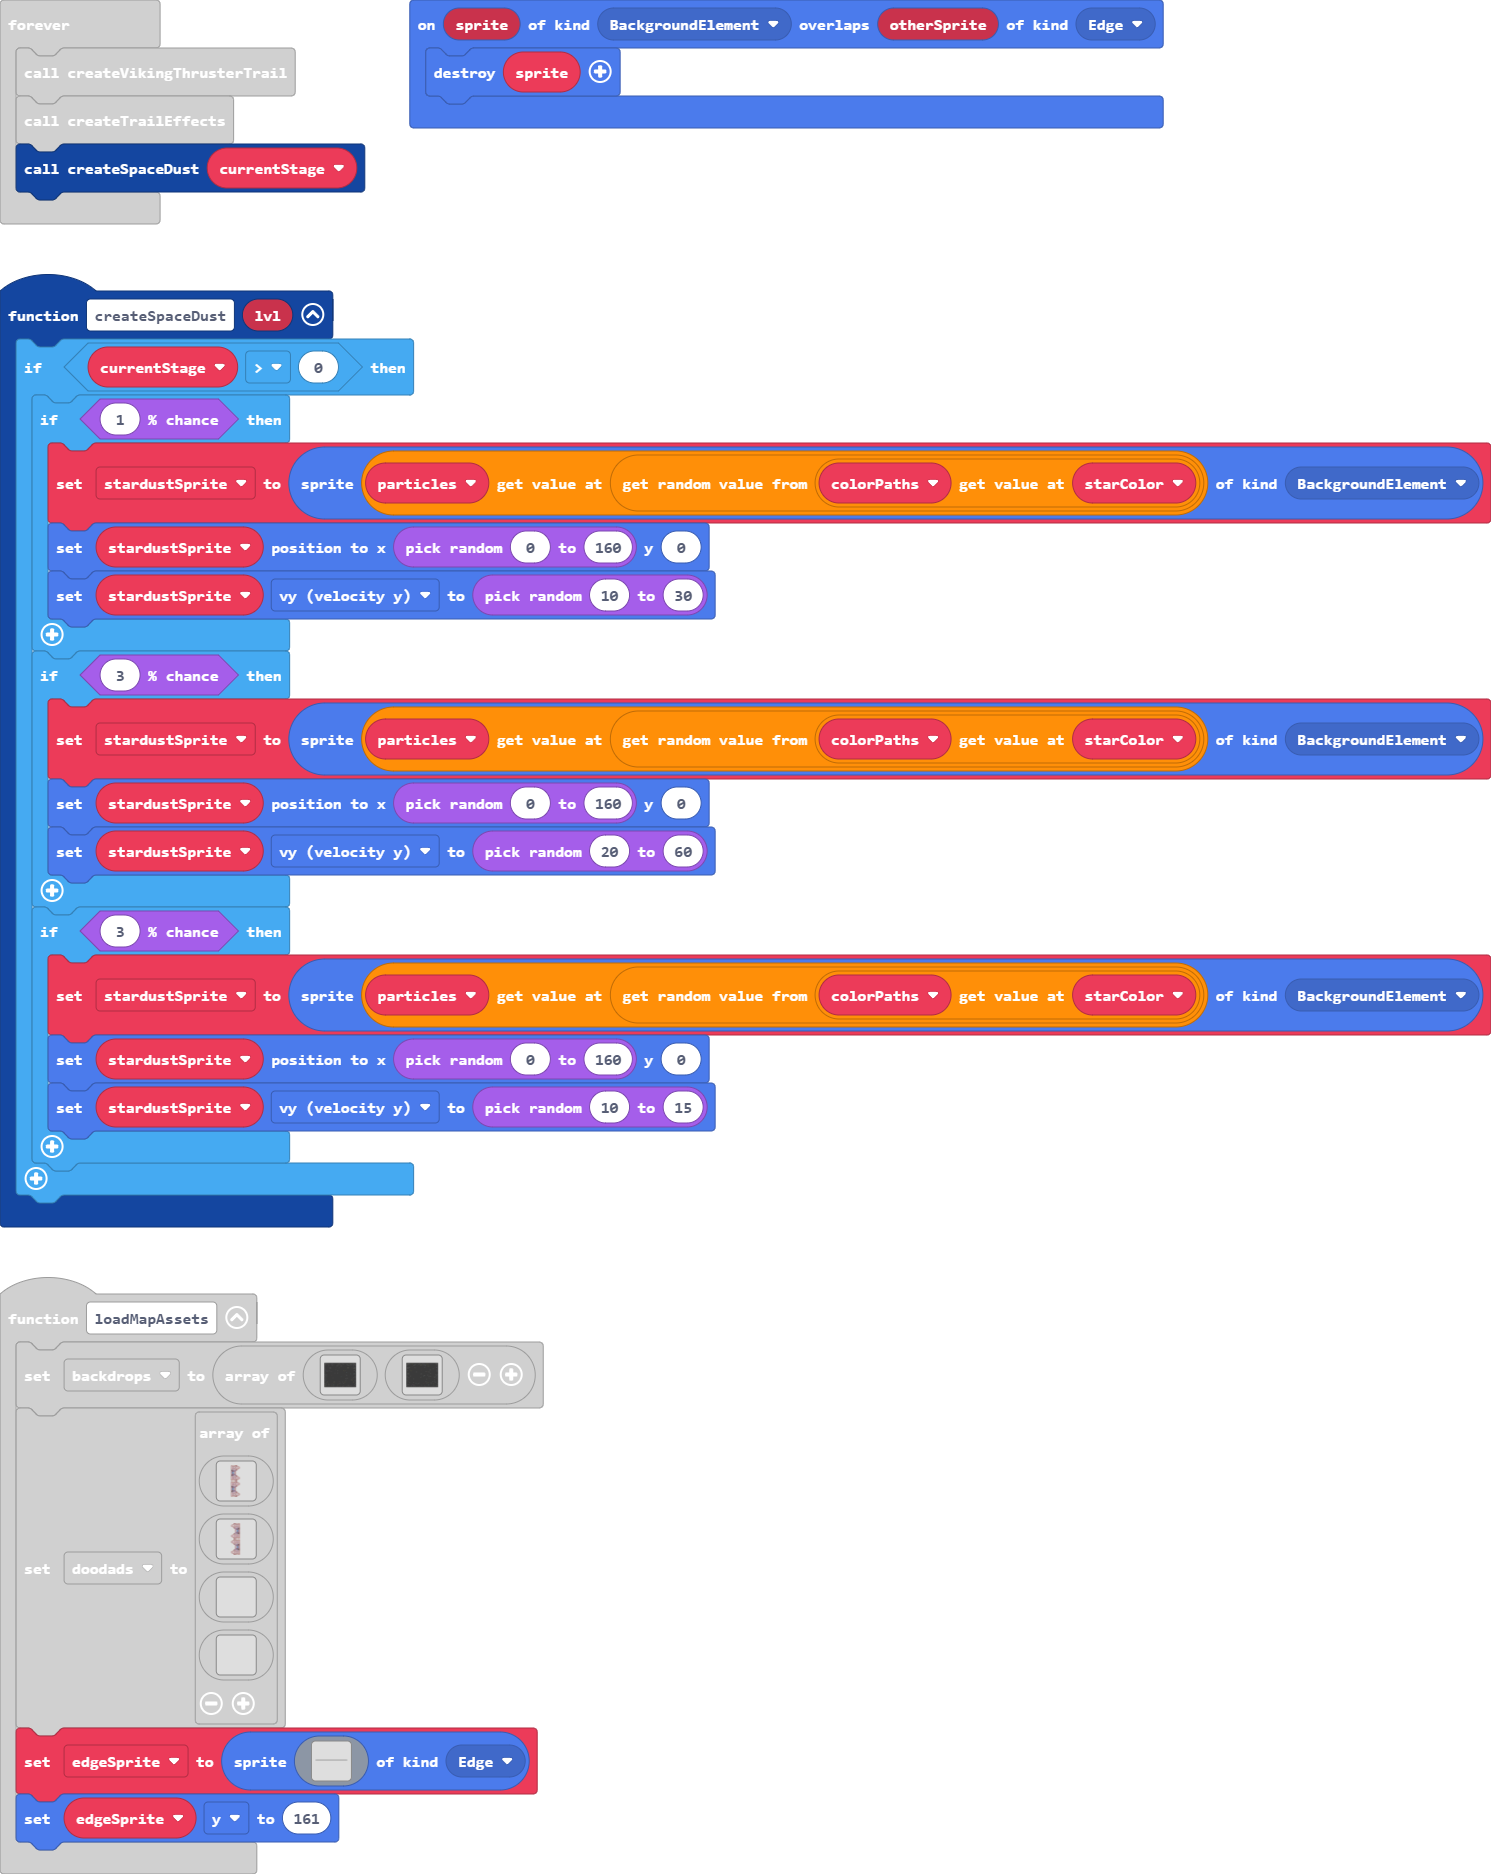 forever
call createVikingThrusterTrail
call createTrailEffects
call createSpaceDust currentStage
on sprite of kind BackgroundElement overlaps otherSprite of kind Edge
destroy sprite
function createSpaceDust lvl
if currentStage > 0 then
if 1 % chance then
set stardustSprite to sprite particles get value at get random value from colorPaths get value at starColor of kind BackgroundElement
set stardustSprite position to x pick random 0 to 160 y 0
set stardustSprite vy (velocity y) to pick random 10 to 30
if 3 % chance then
set stardustSprite to sprite particles get value at get random value from colorPaths get value at starColor of kind BackgroundElement
set stardustSprite position to x pick random 0 to 160 y 0
set stardustSprite vy (velocity y) to pick random 20 to 60
if 3 % chance then
set stardustSprite to sprite particles get value at get random value from colorPaths get value at starColor of kind BackgroundElement
set stardustSprite position to x pick random 0 to 160 y 0
set stardustSprite vy (velocity y) to pick random 10 to 15
function loadMapAssets
set backdrops to array of
array of
set doodads to
set edgeSprite to sprite of kind Edge
set edgeSprite y to 161